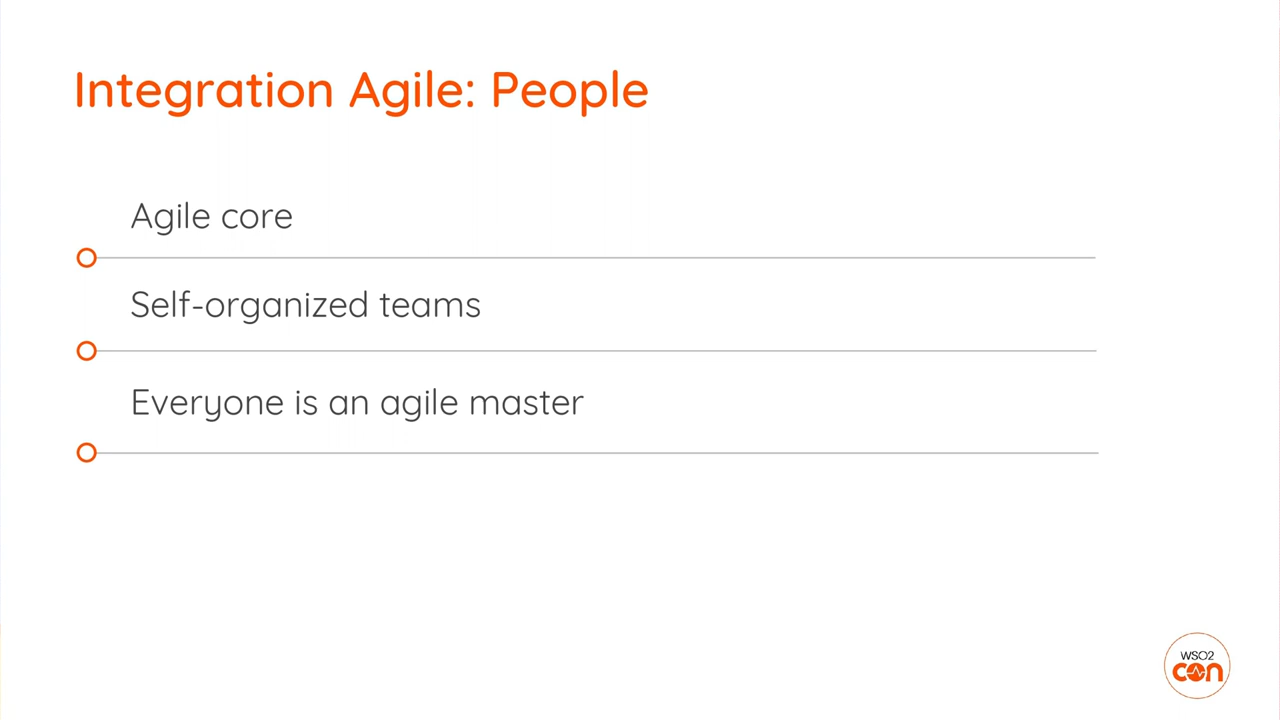 Integration Agile: People
Agile core
Self-organized teams
Everyone is an agile master
WSO2
con